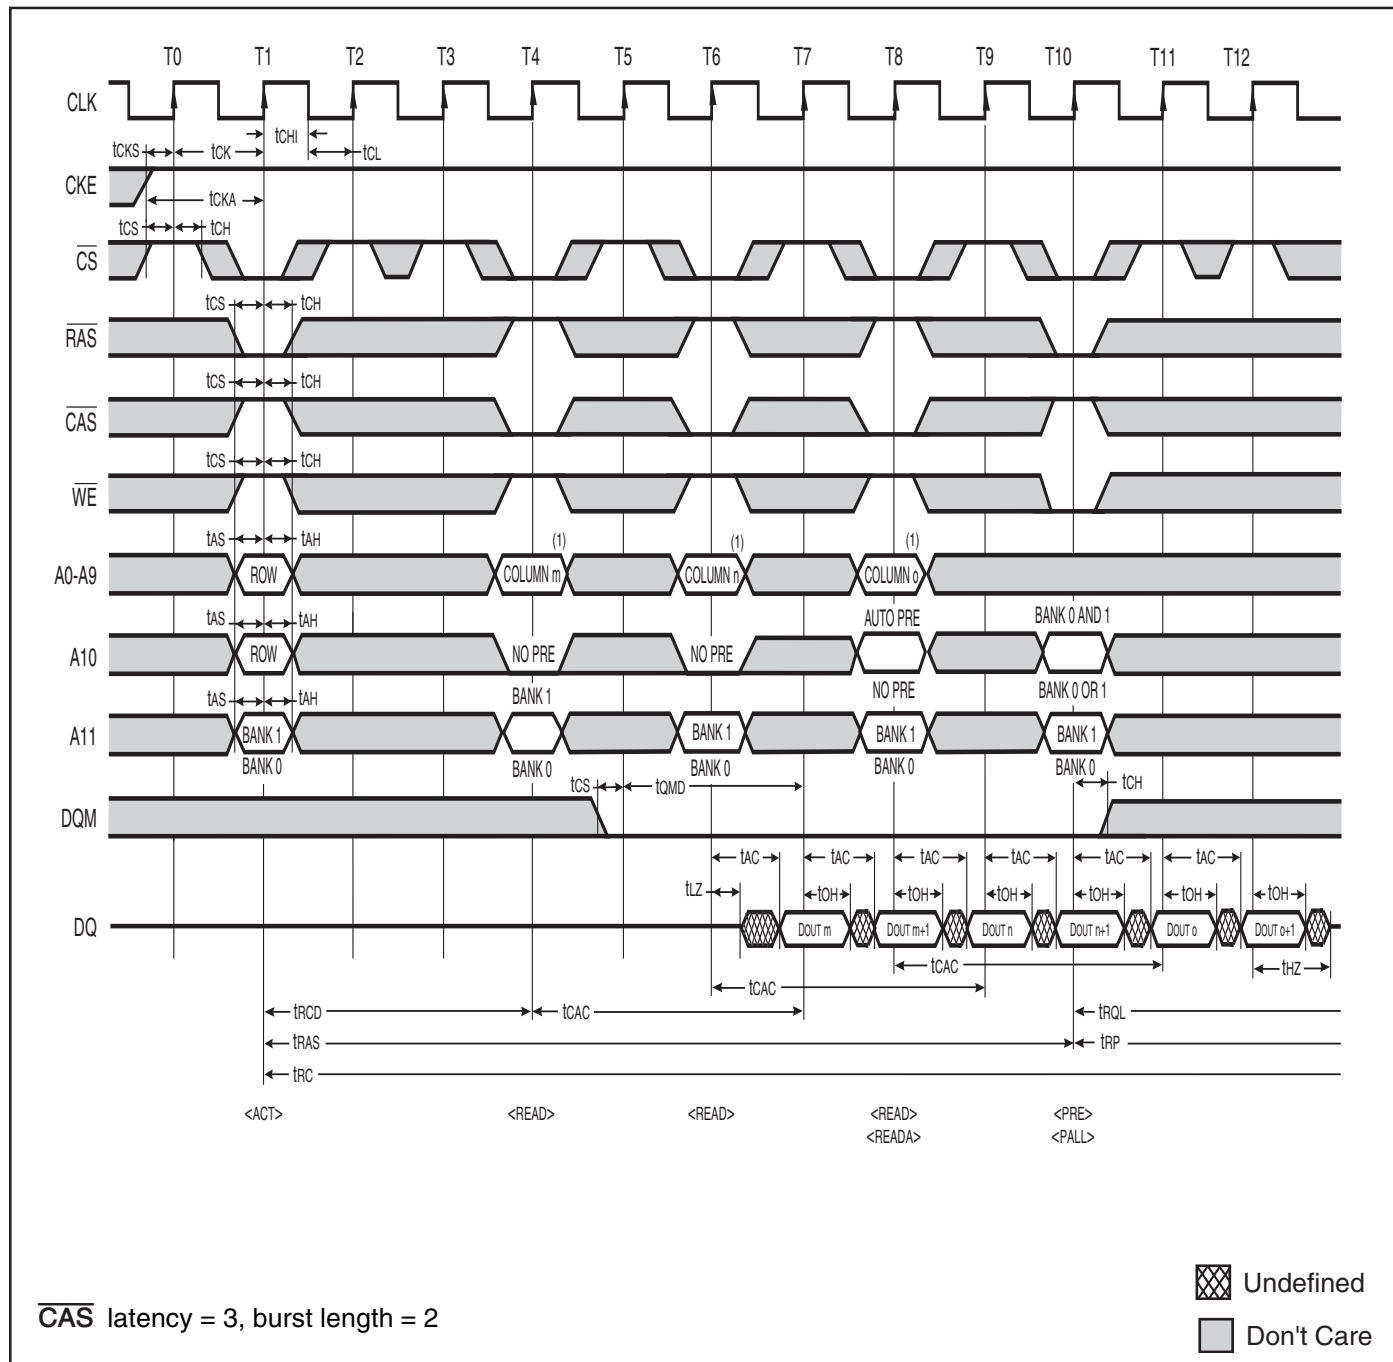 T0 T1 T2 T3 T4 T5 T6 T7 T8 T9 T10 T11 T12
CLK
tCHI
tCKS tCK tCL
CKE
tCKA
tCS tCH
CS
tCS tCH
RAS
tCS tCH
CAS
tCS tCH
WE
tAS tAH (1) (1) (1)
A0-A9 ROW COLUMN m COLUMN n COLUMN o
tAS tAH AUTO PRE BANK 0 AND 1
A10 ROW NO PRE NO PRE
tAS tAH BANK 1 NO PRE BANK 0 OR 1
A11 BANK 1 BANK 1 BANK 1 BANK 1
BANK 0 BANK 0 BANK 0 BANK 0 BANK 0
tCS tQMD tCH
DQM
tAC tAC tAC tAC tAC tAC
tLZ tOH tOH tOH tOH tOH tOH
DQ DOUT m DOUT m+1 DOUT n DOUT n+1 DOUT o DOUT o+1
tCAC tHZ
tCAC
tRCD tCAC tRQL
tRAS tRP
tRC
<ACT> <READ> <READ> <READ> <PRE>
<READA> <PALL>
Undefined
CAS latency = 3, burst length = 2
Don't Care